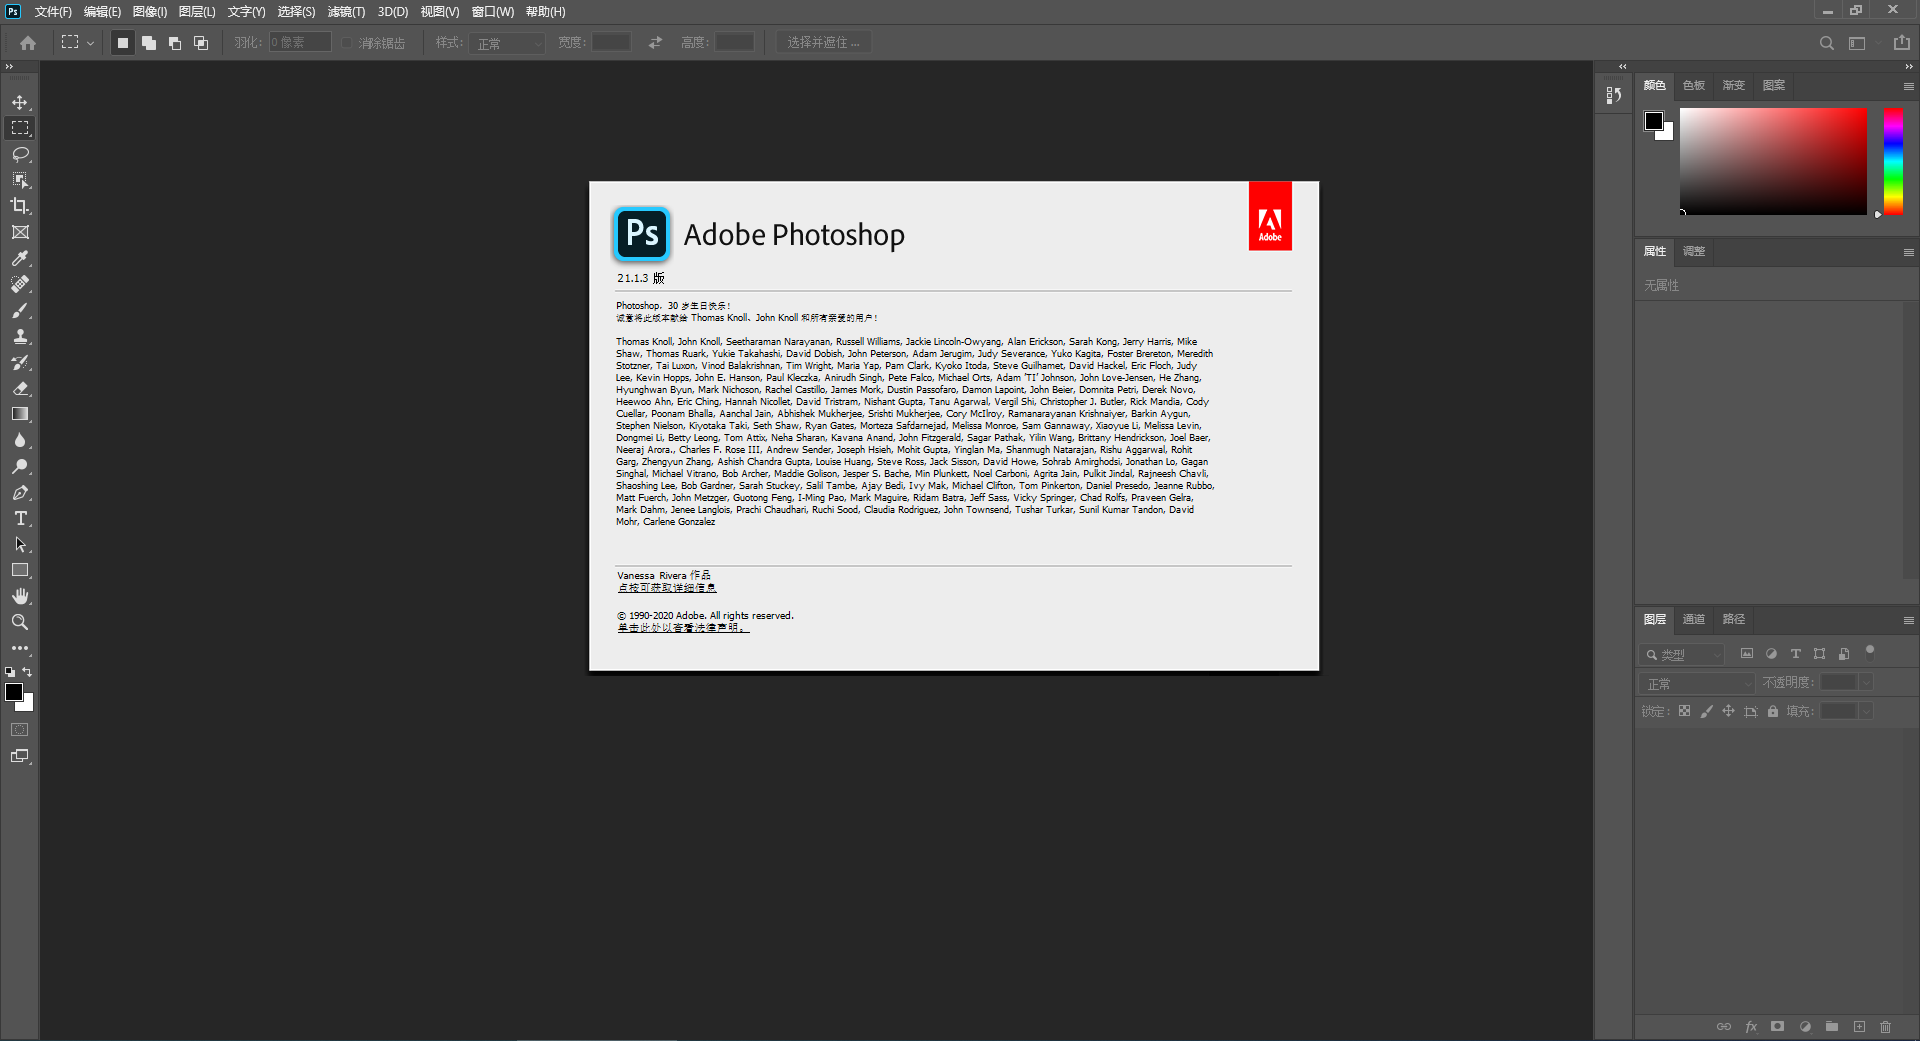 Ps 文件(F) 编辑(E) 图像(I) 图层(L) 文字(Y) 选择(S) 滤镜(T) 3D(D) 视图(V) 窗口(W) 帮助(H)
羽化: 0 像素 消除锯齿 样式: 正常 宽度: 高度: 选择并遮住 ...
颜色 色板 渐变 图案
Ps Adobe Photoshop
Adobe
21.1.3 版
Photoshop，30 岁生日快乐！
诚意将此版本献给 Thomas Knoll、John Knoll 和所有亲爱的用户！
Thomas Knoll, John Knoll, Seetharaman Narayanan, Russell Williams, Jackie Lincoln-Owyang, Alan Erickson, Sarah Kong, Jerry Harris, Mike
Shaw, Thomas Ruark, Yukie Takahashi, David Dobish, John Peterson, Adam Jerugim, Judy Severance, Yuko Kagita, Foster Brereton, Meredith
Stotzner, Tai Luxon, Vinod Balakrishnan, Tim Wright, Maria Yap, Pam Clark, Kyoko Itoda, Steve Guilhamet, David Hackel, Eric Floch, Judy
Lee, Kevin Hopps, John E. Hanson, Paul Kleczka, Anirudh Singh, Pete Falco, Michael Orts, Adam 'TI' Johnson, John Love-Jensen, He Zhang,
Hyunghwan Byun, Mark Nichoson, Rachel Castillo, James Mork, Dustin Passofaro, Damon Lapoint, John Beier, Domnita Petri, Derek Novo,
Heewoo Ahn, Eric Ching, Hannah Nicollet, David Tristram, Nishant Gupta, Tanu Agarwal, Vergil Shi, Christopher J. Butler, Rick Mandia, Cody
Cuellar, Poonam Bhalla, Aanchal Jain, Abhishek Mukherjee, Srishti Mukherjee, Cory McIlroy, Ramanarayanan Krishnaiyer, Barkin Aygun,
Stephen Nielson, Kiyotaka Taki, Seth Shaw, Ryan Gates, Morteza Safdarnejad, Melissa Monroe, Sam Gannaway, Xiaoyue Li, Melissa Levin,
Dongmei Li, Betty Leong, Tom Attix, Neha Sharan, Kavana Anand, John Fitzgerald, Sagar Pathak, Yilin Wang, Brittany Hendrickson, Joel Baer,
Neeraj Arora., Charles F. Rose III, Andrew Sender, Joseph Hsieh, Mohit Gupta, Yinglan Ma, Shanmugh Natarajan, Rishu Aggarwal, Rohit
Garg, Zhengyun Zhang, Ashish Chandra Gupta, Louise Huang, Steve Ross, Jack Sisson, David Howe, Sohrab Amirghodsi, Jonathan Lo, Gagan
Singhal, Michael Vitrano, Bob Archer, Maddie Golison, Jesper S. Bache, Min Plunkett, Noel Carboni, Agrita Jain, Pulkit Jindal, Rajneesh Chavli,
Shaoshing Lee, Bob Gardner, Sarah Stuckey, Salil Tambe, Ajay Bedi, Ivy Mak, Michael Clifton, Tom Pinkerton, Daniel Presedo, Jeanne Rubbo,
Matt Fuerch, John Metzger, Guotong Feng, I-Ming Pao, Mark Maguire, Ridam Batra, Jeff Sass, Vicky Springer, Chad Rolfs, Praveen Gelra,
Mark Dahm, Jenee Langlois, Prachi Chaudhari, Ruchi Sood, Claudia Rodriguez, John Townsend, Tushar Turkar, Sunil Kumar Tandon, David
Mohr, Carlene Gonzalez
Vanessa Rivera 作品
点按可获取详细信息
© 1990-2020 Adobe. All rights reserved.
单击此处以查看法律声明。
属性 调整
无属性
图层 通道 路径
类型
正常 不透明度:
锁定: 填充: